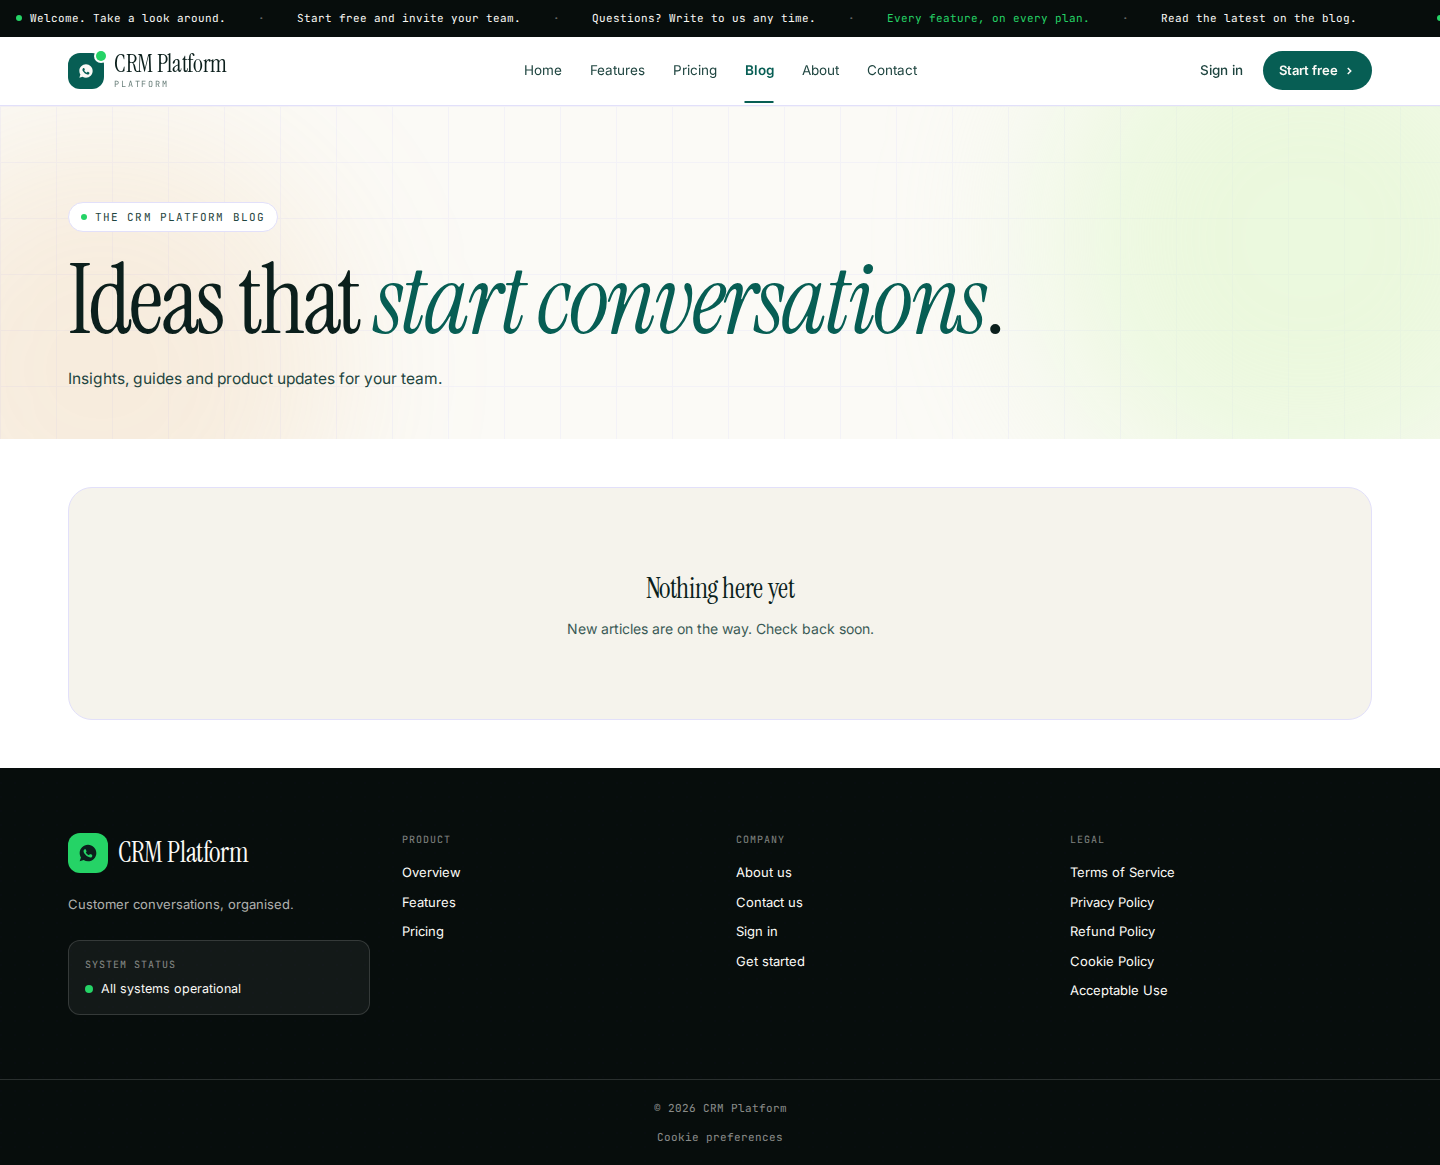 Welcome. Take a look around. · Start free and invite your team. · Questions? Write to us any time. · Every feature, on every plan. · Read the latest on the blog.
CRM Platform
PLATFORM
Home Features Pricing Blog About Contact
Sign in Start free ›
THE CRM PLATFORM BLOG
Ideas that start conversations.
Insights, guides and product updates for your team.
Nothing here yet
New articles are on the way. Check back soon.
CRM Platform
Customer conversations, organised.
SYSTEM STATUS
All systems operational
PRODUCT
Overview
Features
Pricing
COMPANY
About us
Contact us
Sign in
Get started
LEGAL
Terms of Service
Privacy Policy
Refund Policy
Cookie Policy
Acceptable Use
© 2026 CRM Platform
Cookie preferences